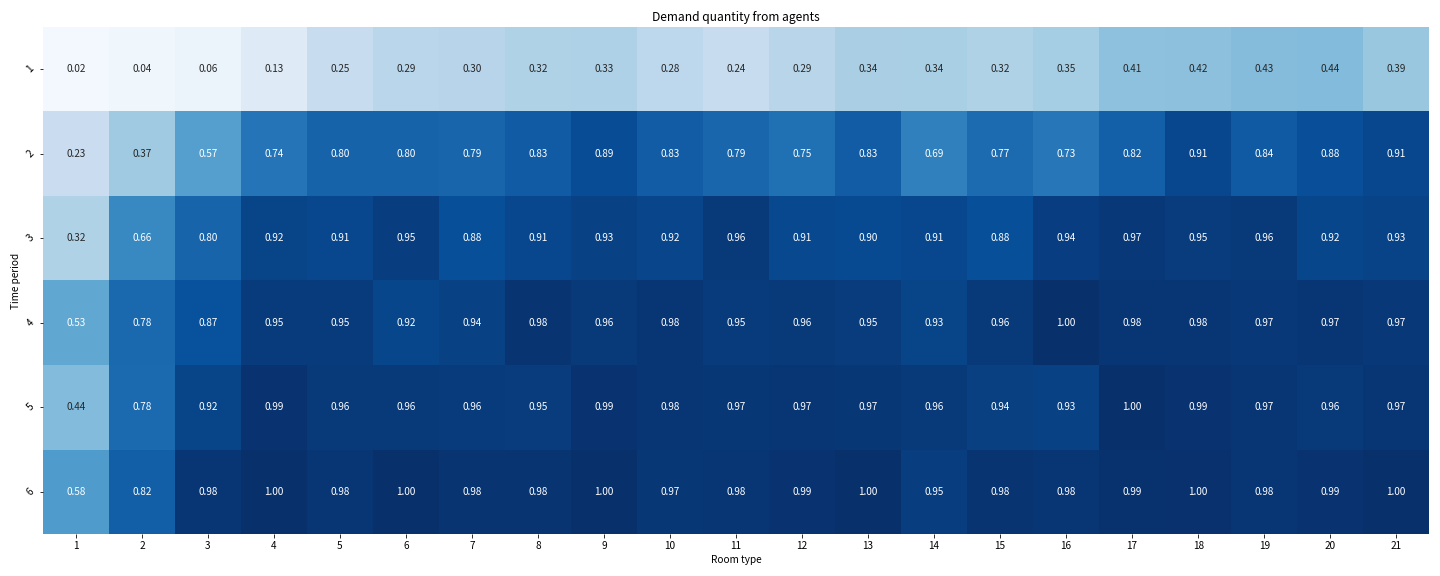 Demand quantity from agents
Time period
1 0.02 0.04 0.06 0.13 0.25 0.29 0.30 0.32 0.33 0.28 0.24 0.29 0.34 0.34 0.32 0.35 0.41 0.42 0.43 0.44 0.39
2 0.23 0.37 0.57 0.74 0.80 0.80 0.79 0.83 0.89 0.83 0.79 0.75 0.83 0.69 0.77 0.73 0.82 0.91 0.84 0.88 0.91
3 0.32 0.66 0.80 0.92 0.91 0.95 0.88 0.91 0.93 0.92 0.96 0.91 0.90 0.91 0.88 0.94 0.97 0.95 0.96 0.92 0.93
4 0.53 0.78 0.87 0.95 0.95 0.92 0.94 0.98 0.96 0.98 0.95 0.96 0.95 0.93 0.96 1.00 0.98 0.98 0.97 0.97 0.97
5 0.44 0.78 0.92 0.99 0.96 0.96 0.96 0.95 0.99 0.98 0.97 0.97 0.97 0.96 0.94 0.93 1.00 0.99 0.97 0.96 0.97
6 0.58 0.82 0.98 1.00 0.98 1.00 0.98 0.98 1.00 0.97 0.98 0.99 1.00 0.95 0.98 0.98 0.99 1.00 0.98 0.99 1.00
1 2 3 4 5 6 7 8 9 10 11 12 13 14 15 16 17 18 19 20 21
Room type